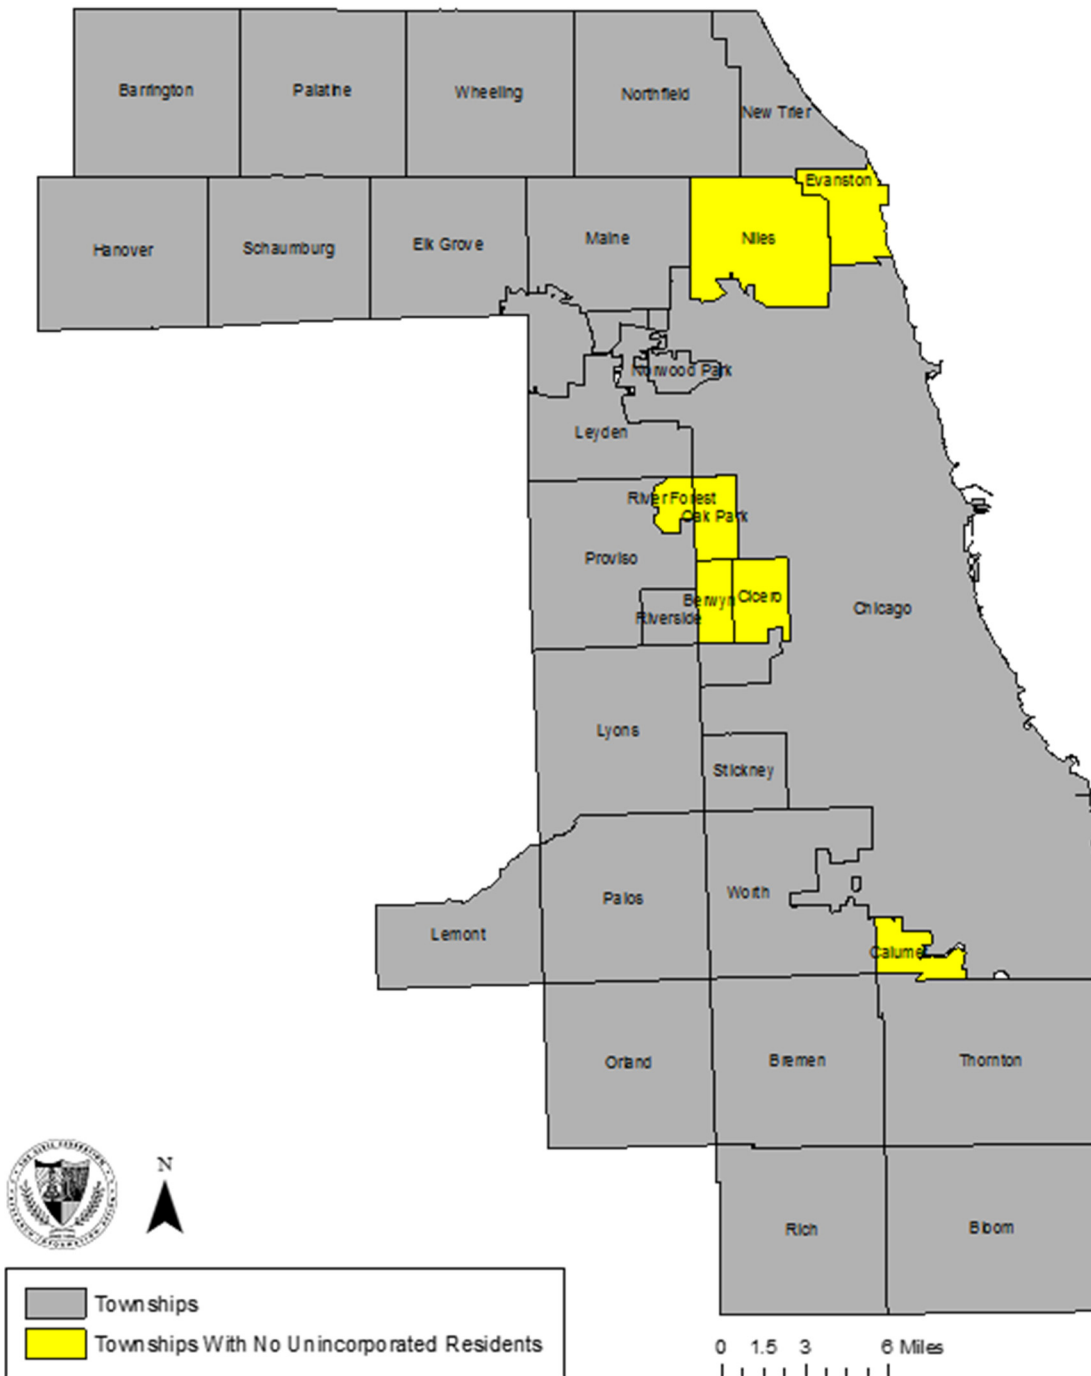 Barrington
Palatine
Wheeling
Northfield
New Trier
Evanston
Hanover
Schaumburg
Elk Grove
Maine
Niles
Norwood Park
Leyden
River Forest
Oak Park
Proviso
Berwyn
Cicero
Riverside
Chicago
Lyons
Stickney
Palos
Worth
Lemont
Calumet
Orland
Bremen
Thornton
Rich
Bloom
N
Townships
Townships With No Unincorporated Residents
0 1.5 3 6 Miles